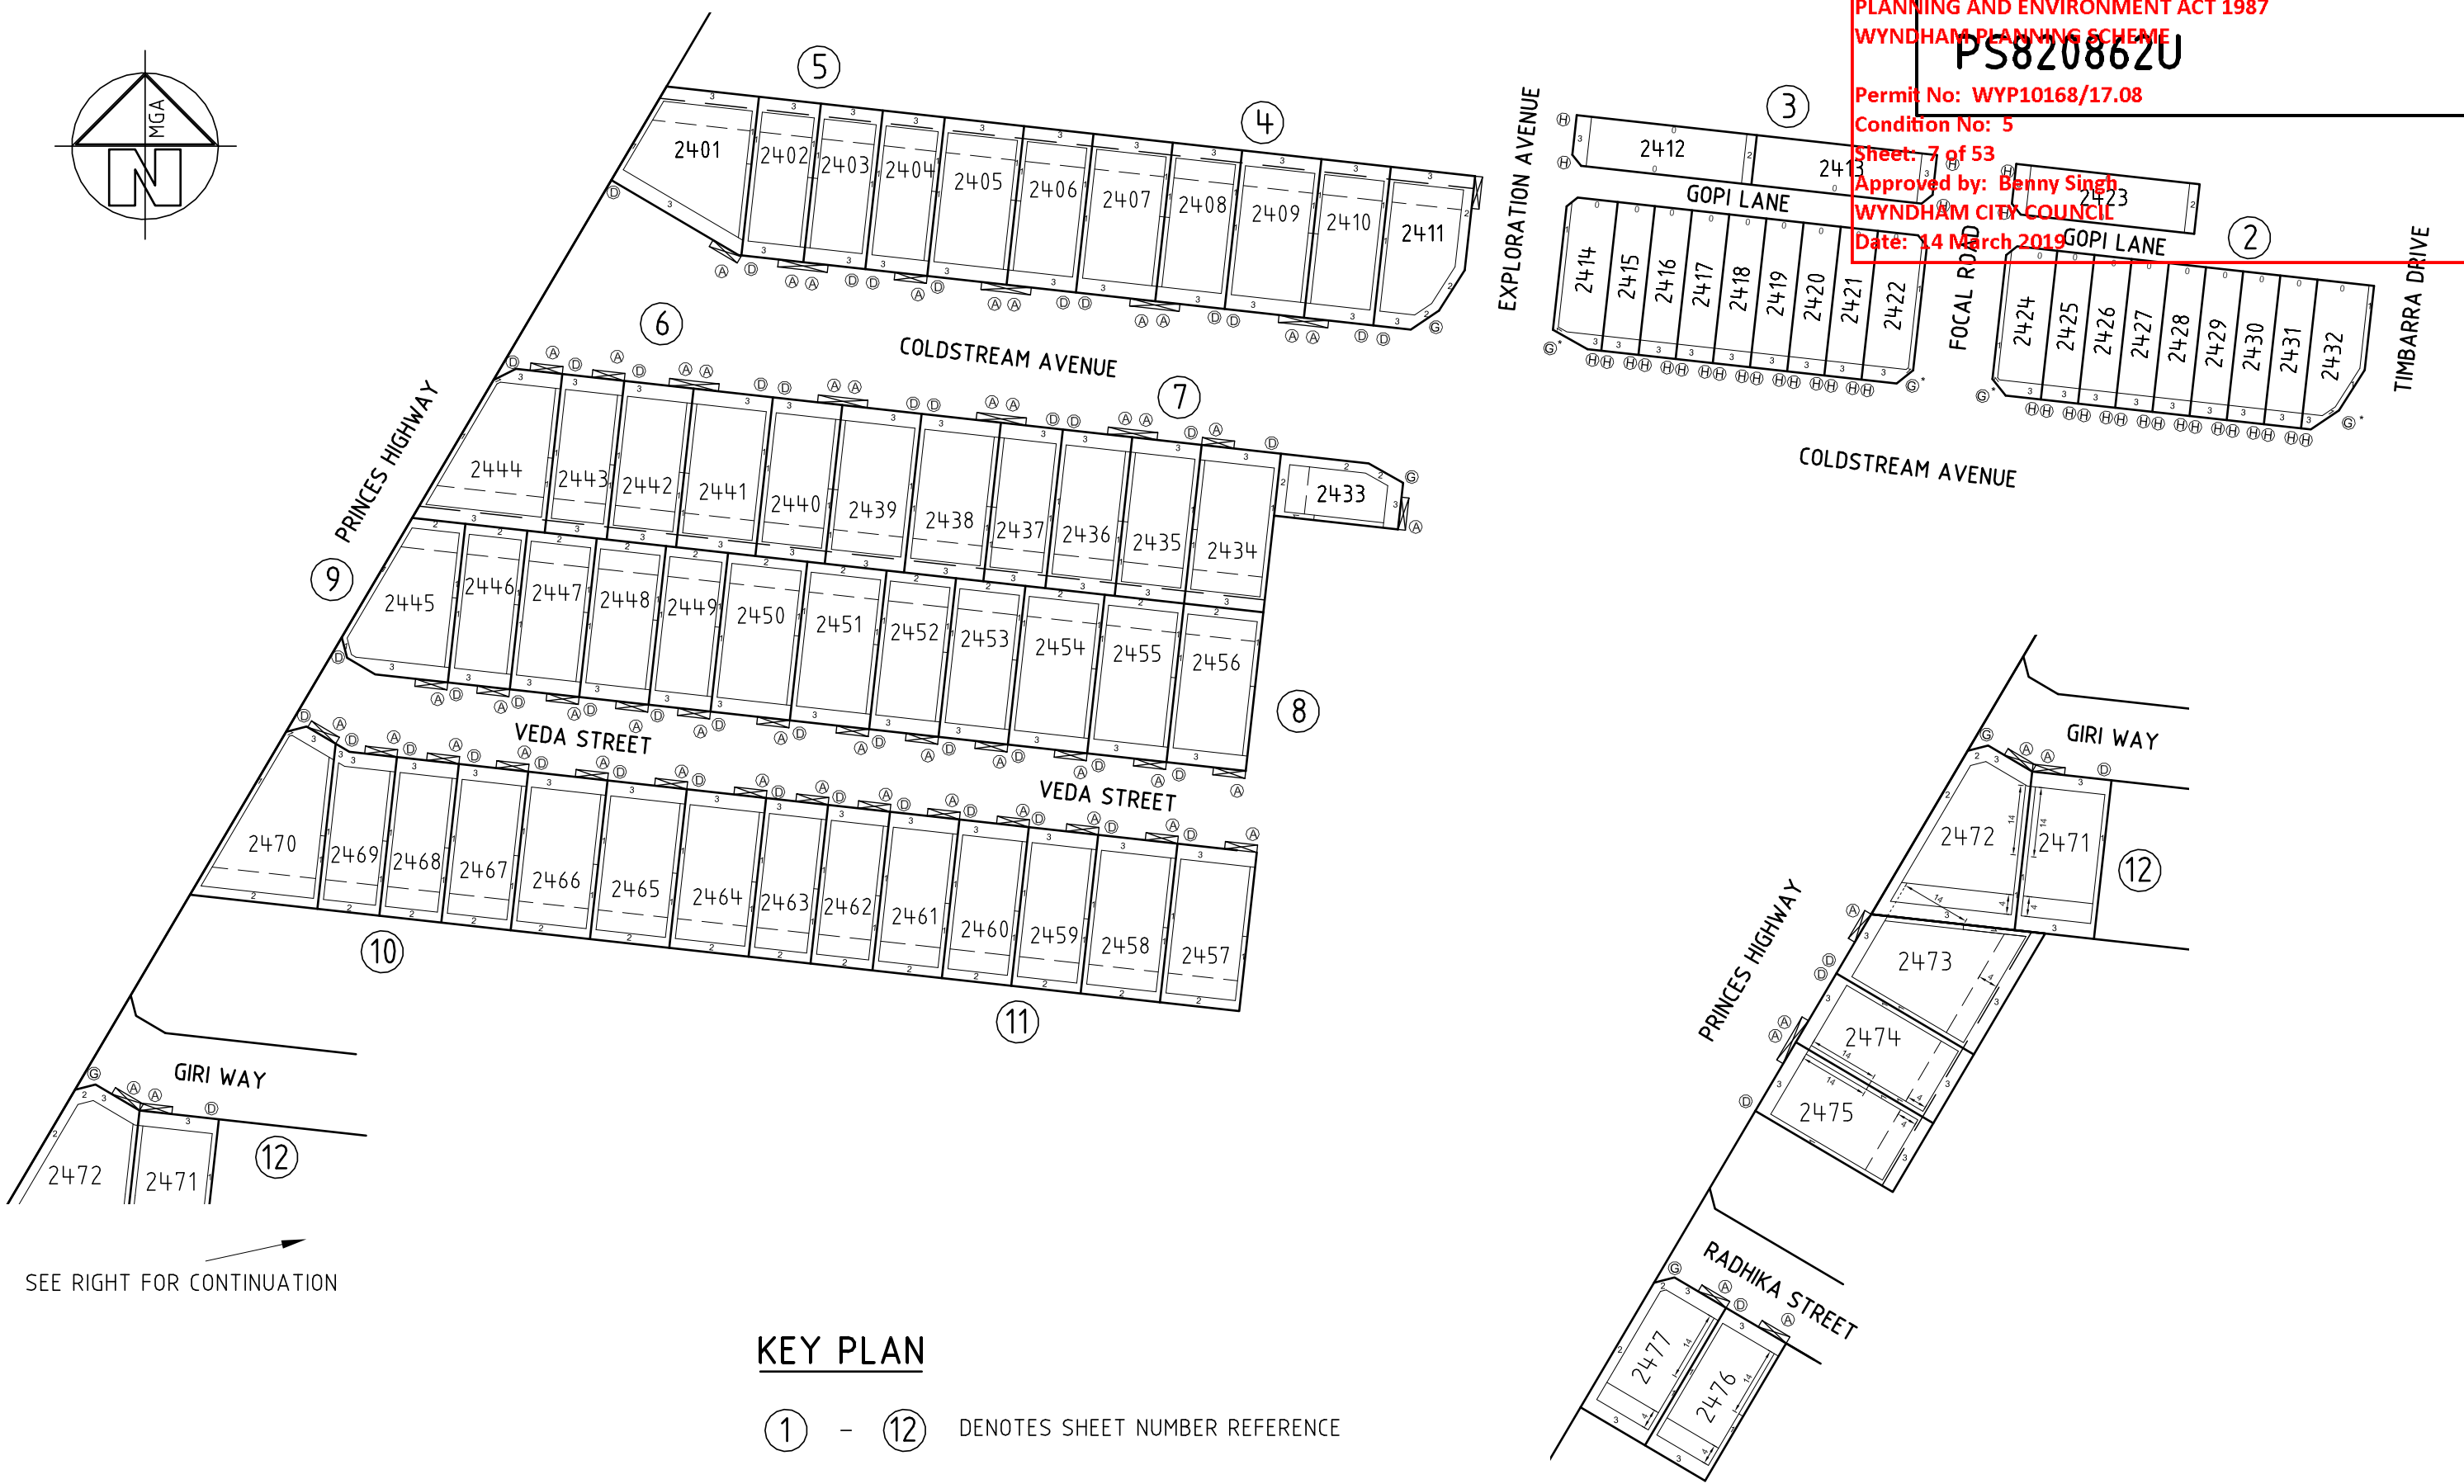 PLANNING AND ENVIRONMENT ACT 1987
WYNDHAM PLANNING SCHEME
PS820862U
Permit No: WYP10168/17.08
Condition No: 5
Sheet: 7 of 53
Approved by: Benny Singh
WYNDHAM CITY COUNCIL
Date: 14 March 2019
MGA
N
5
4
3
2
2401 2402 2403 2404 2405 2406 2407 2408 2409 2410 2411
EXPLORATION AVENUE
2412 2413 2423
GOPI LANE
GOPI LANE
2414 2415 2416 2417 2418 2419 2420 2421 2422
FOCAL ROAD
2424 2425 2426 2427 2428 2429 2430 2431 2432
TIMBARRA DRIVE
6
COLDSTREAM AVENUE
7
COLDSTREAM AVENUE
PRINCES HIGHWAY
2444 2443 2442 2441 2440 2439 2438 2437 2436 2435 2434 2433
9
2445 2446 2447 2448 2449 2450 2451 2452 2453 2454 2455 2456
8
VEDA STREET
VEDA STREET
2470 2469 2468 2467 2466 2465 2464 2463 2462 2461 2460 2459 2458 2457
10
11
GIRI WAY
2472 2471
12
SEE RIGHT FOR CONTINUATION
GIRI WAY
2472 2471
12
PRINCES HIGHWAY
2473
2474
2475
RADHIKA STREET
2477 2476
KEY PLAN
1 - 12 DENOTES SHEET NUMBER REFERENCE